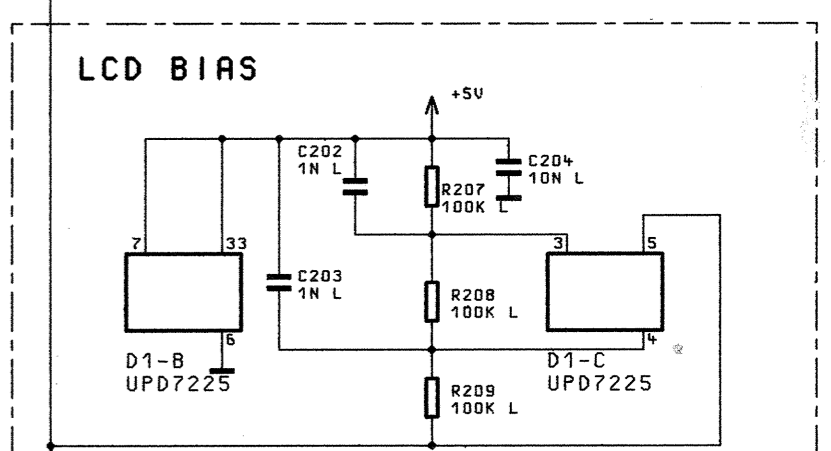 LCD BIAS
+5V
C202
1N L
C204
10N L
R207
100K L
7
33
3
5
C203
1N L
R208
100K L
6
4
D1-B
UPD7225
D1-C
UPD7225
R209
100K L